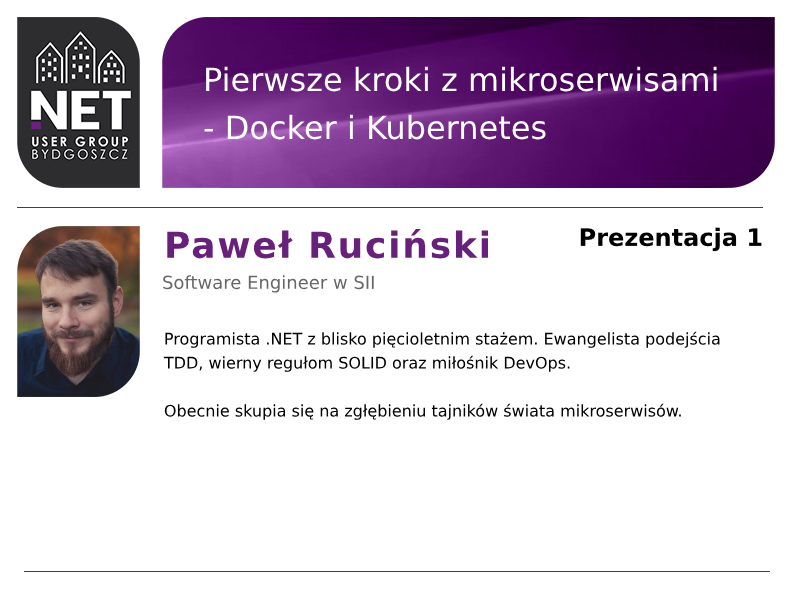 .NET
USER GROUP
BYDGOSZCZ
Pierwsze kroki z mikroserwisami
- Docker i Kubernetes
Paweł Ruciński
Prezentacja 1
Software Engineer w SII
Programista .NET z blisko pięcioletnim stażem. Ewangelista podejścia
TDD, wierny regułom SOLID oraz miłośnik DevOps.
Obecnie skupia się na zgłębieniu tajników świata mikroserwisów.